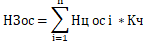 n
НЗос = Σ Нц ос i * Кч
i=1